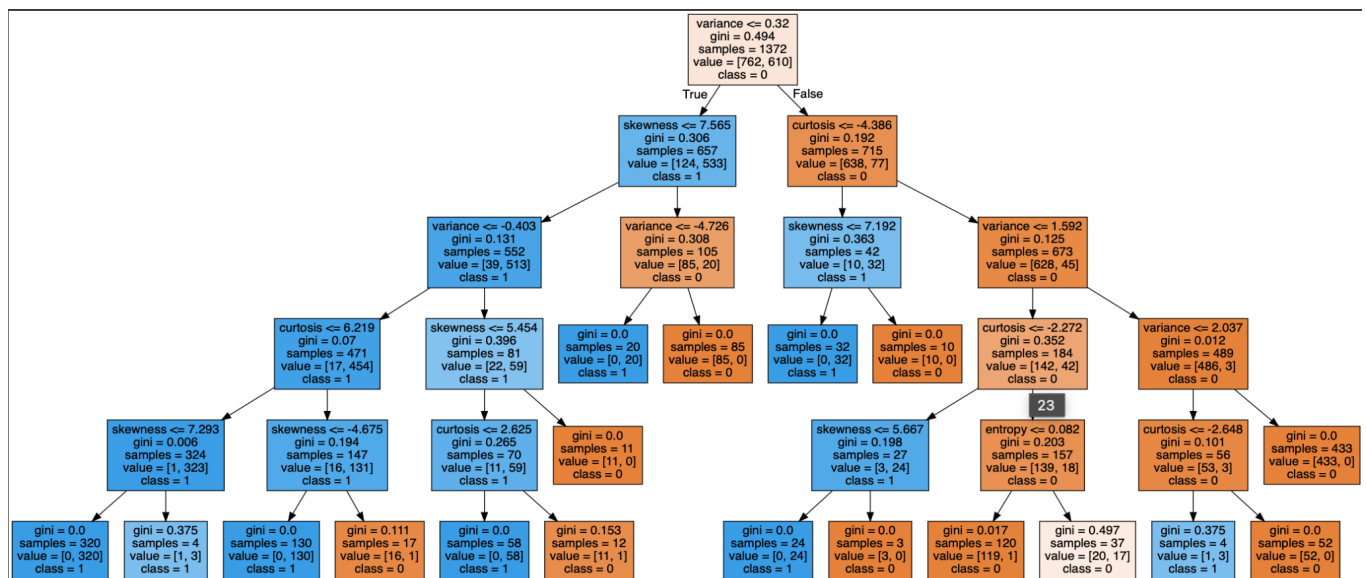 variance <= 0.32
gini = 0.494
samples = 1372
value = [762, 610]
class = 0
True
False
skewness <= 7.565
gini = 0.306
samples = 657
value = [124, 533]
class = 1
curtosis <= -4.386
gini = 0.192
samples = 715
value = [638, 77]
class = 0
variance <= -0.403
gini = 0.131
samples = 552
value = [39, 513]
class = 1
variance <= -4.726
gini = 0.308
samples = 105
value = [85, 20]
class = 0
skewness <= 7.192
gini = 0.363
samples = 42
value = [10, 32]
class = 1
variance <= 1.592
gini = 0.125
samples = 673
value = [628, 45]
class = 0
curtosis <= 6.219
gini = 0.07
samples = 471
value = [17, 454]
class = 1
skewness <= 5.454
gini = 0.396
samples = 81
value = [22, 59]
class = 1
gini = 0.0
samples = 20
value = [0, 20]
class = 1
gini = 0.0
samples = 85
value = [85, 0]
class = 0
gini = 0.0
samples = 32
value = [0, 32]
class = 1
gini = 0.0
samples = 10
value = [10, 0]
class = 0
curtosis <= -2.272
gini = 0.352
samples = 184
value = [142, 42]
class = 0
variance <= 2.037
gini = 0.012
samples = 489
value = [486, 3]
class = 0
23
skewness <= 7.293
gini = 0.006
samples = 324
value = [1, 323]
class = 1
skewness <= -4.675
gini = 0.194
samples = 147
value = [16, 131]
class = 1
curtosis <= 2.625
gini = 0.265
samples = 70
value = [11, 59]
class = 1
gini = 0.0
samples = 11
value = [11, 0]
class = 0
skewness <= 5.667
gini = 0.198
samples = 27
value = [3, 24]
class = 1
entropy <= 0.082
gini = 0.203
samples = 157
value = [139, 18]
class = 0
curtosis <= -2.648
gini = 0.101
samples = 56
value = [53, 3]
class = 0
gini = 0.0
samples = 433
value = [433, 0]
class = 0
gini = 0.0
samples = 320
value = [0, 320]
class = 1
gini = 0.375
samples = 4
value = [1, 3]
class = 1
gini = 0.0
samples = 130
value = [0, 130]
class = 1
gini = 0.111
samples = 17
value = [16, 1]
class = 0
gini = 0.0
samples = 58
value = [0, 58]
class = 1
gini = 0.153
samples = 12
value = [11, 1]
class = 0
gini = 0.0
samples = 24
value = [0, 24]
class = 1
gini = 0.0
samples = 3
value = [3, 0]
class = 0
gini = 0.017
samples = 120
value = [119, 1]
class = 0
gini = 0.497
samples = 37
value = [20, 17]
class = 0
gini = 0.375
samples = 4
value = [1, 3]
class = 1
gini = 0.0
samples = 52
value = [52, 0]
class = 0